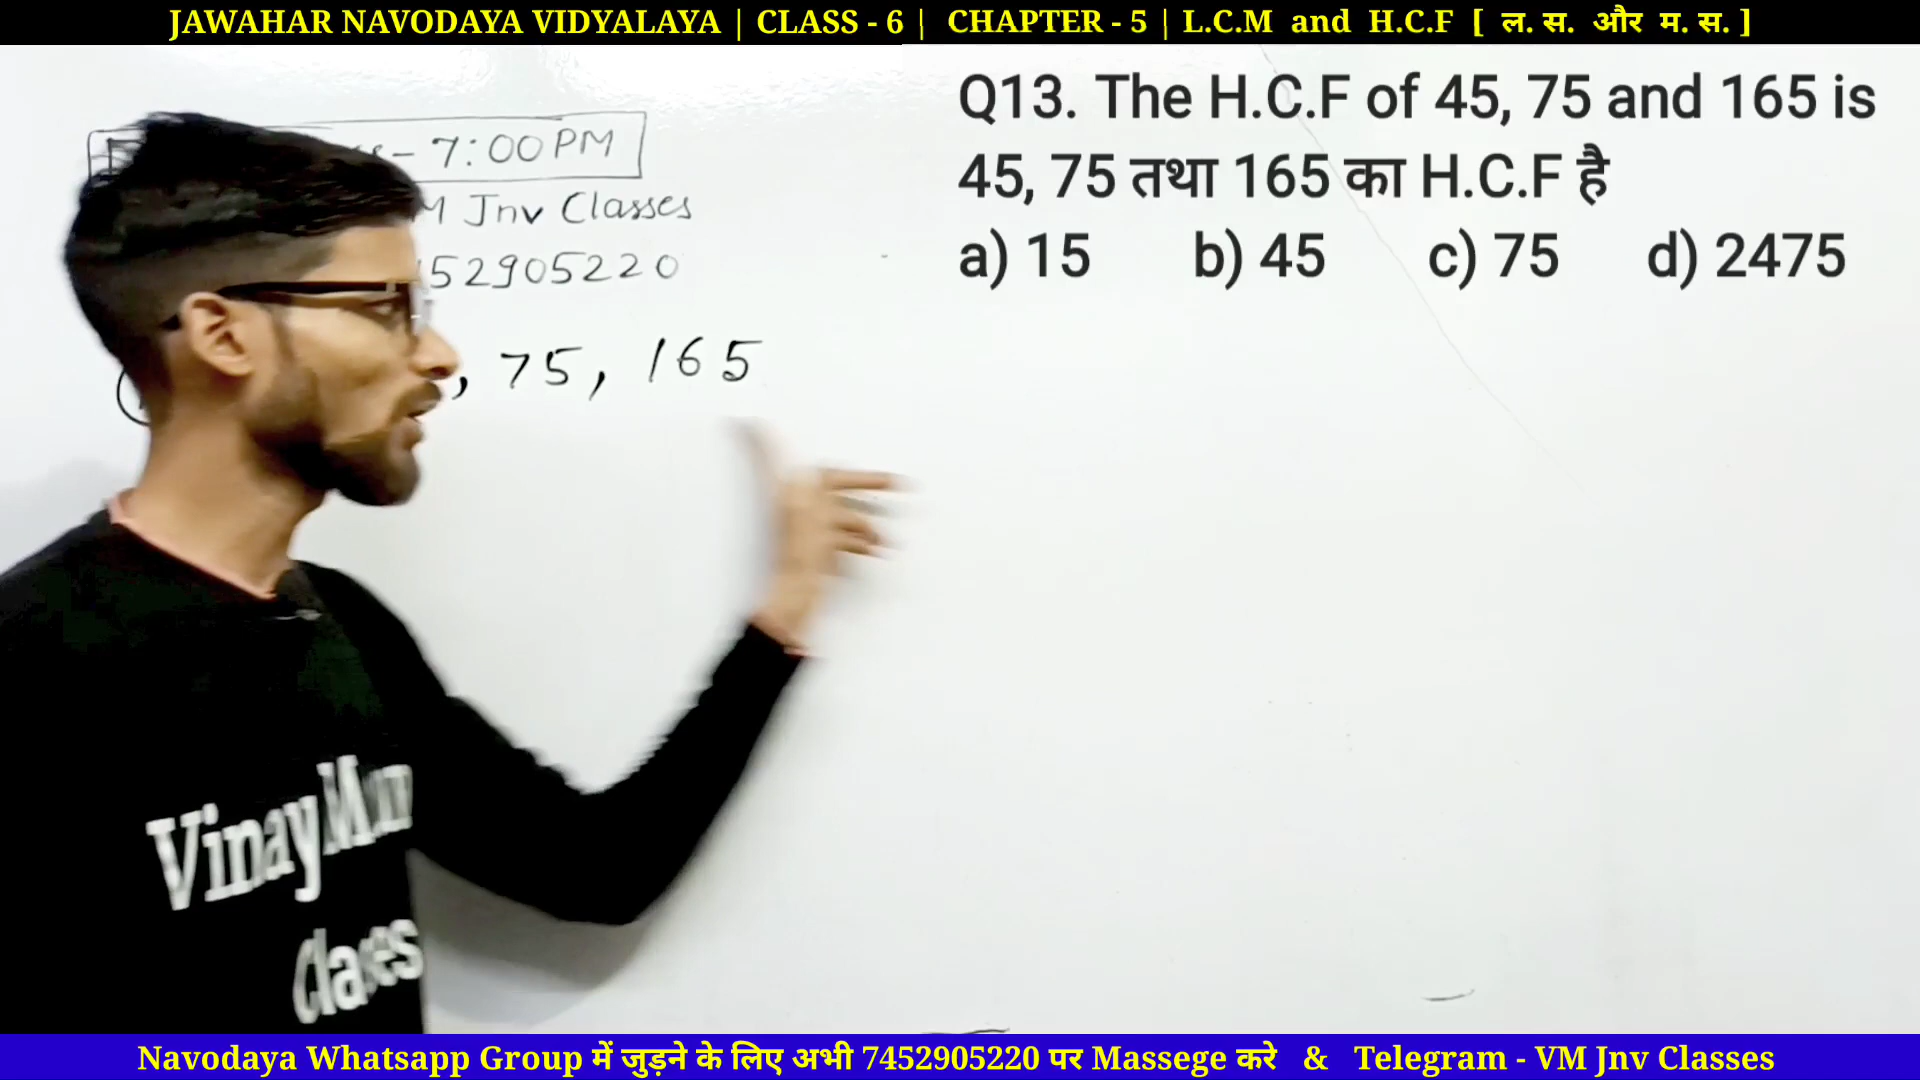 JAWAHAR NAVODAYA VIDYALAYA | CLASS - 6 | CHAPTER - 5 | L.C.M and H.C.F [ ल. स. और म. स. ]
Q13. The H.C.F of 45, 75 and 165 is
45, 75 तथा 165 का H.C.F है
a) 15 b) 45 c) 75 d) 2475
- 7:00 PM
M Jnv Classes
52905220
, 75, 165
Vinay
Classes
Navodaya Whatsapp Group में जुड़ने के लिए अभी 7452905220 पर Massege करे & Telegram - VM Jnv Classes